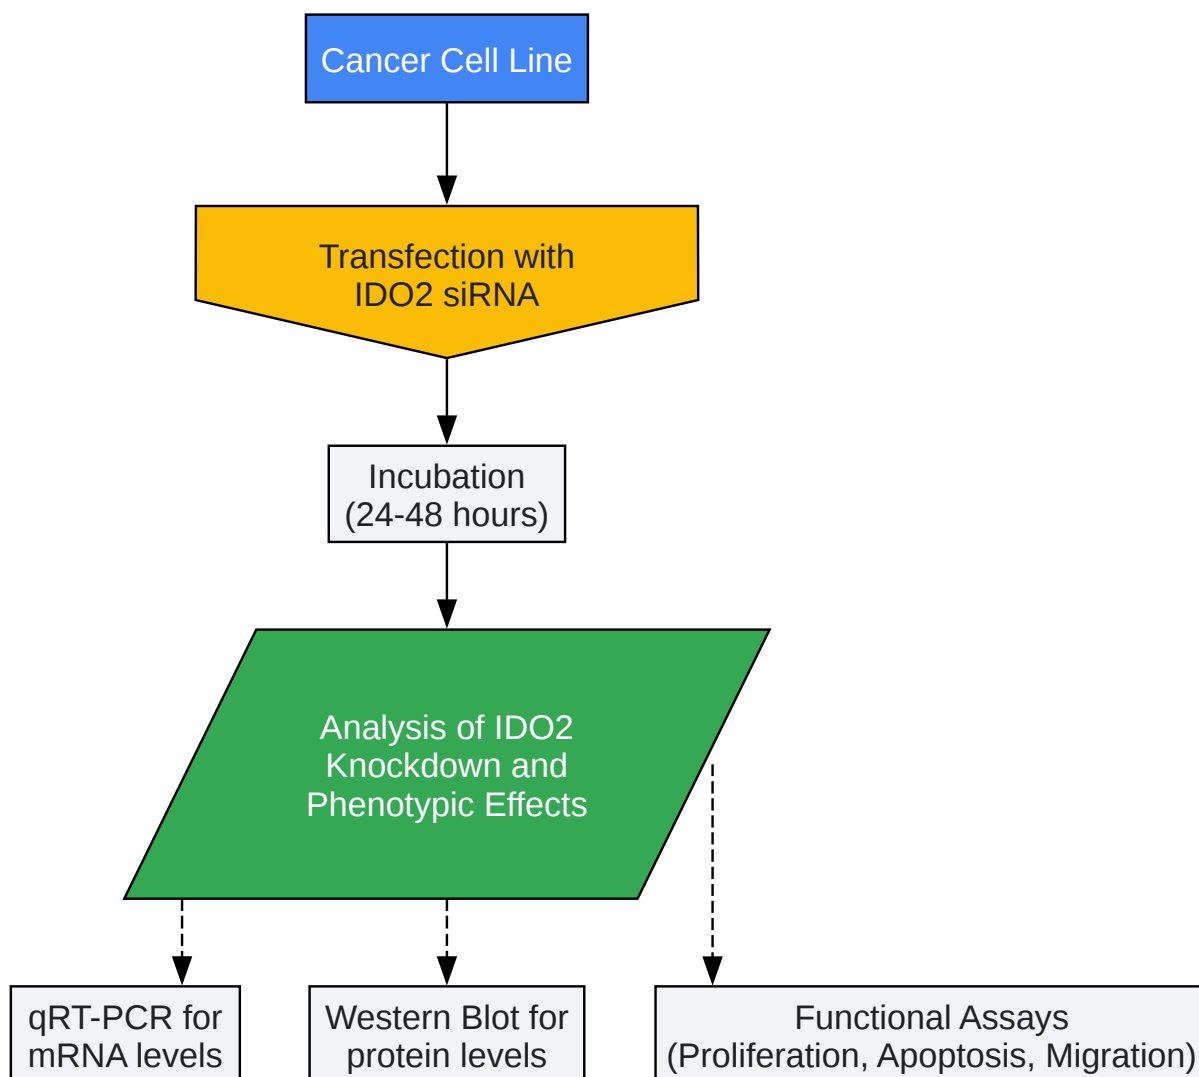 Cancer Cell Line
Transfection with
IDO2 siRNA
Incubation
(24-48 hours)
Analysis of IDO2
Knockdown and
Phenotypic Effects
qRT-PCR for
mRNA levels
Western Blot for
protein levels
Functional Assays
(Proliferation, Apoptosis, Migration)